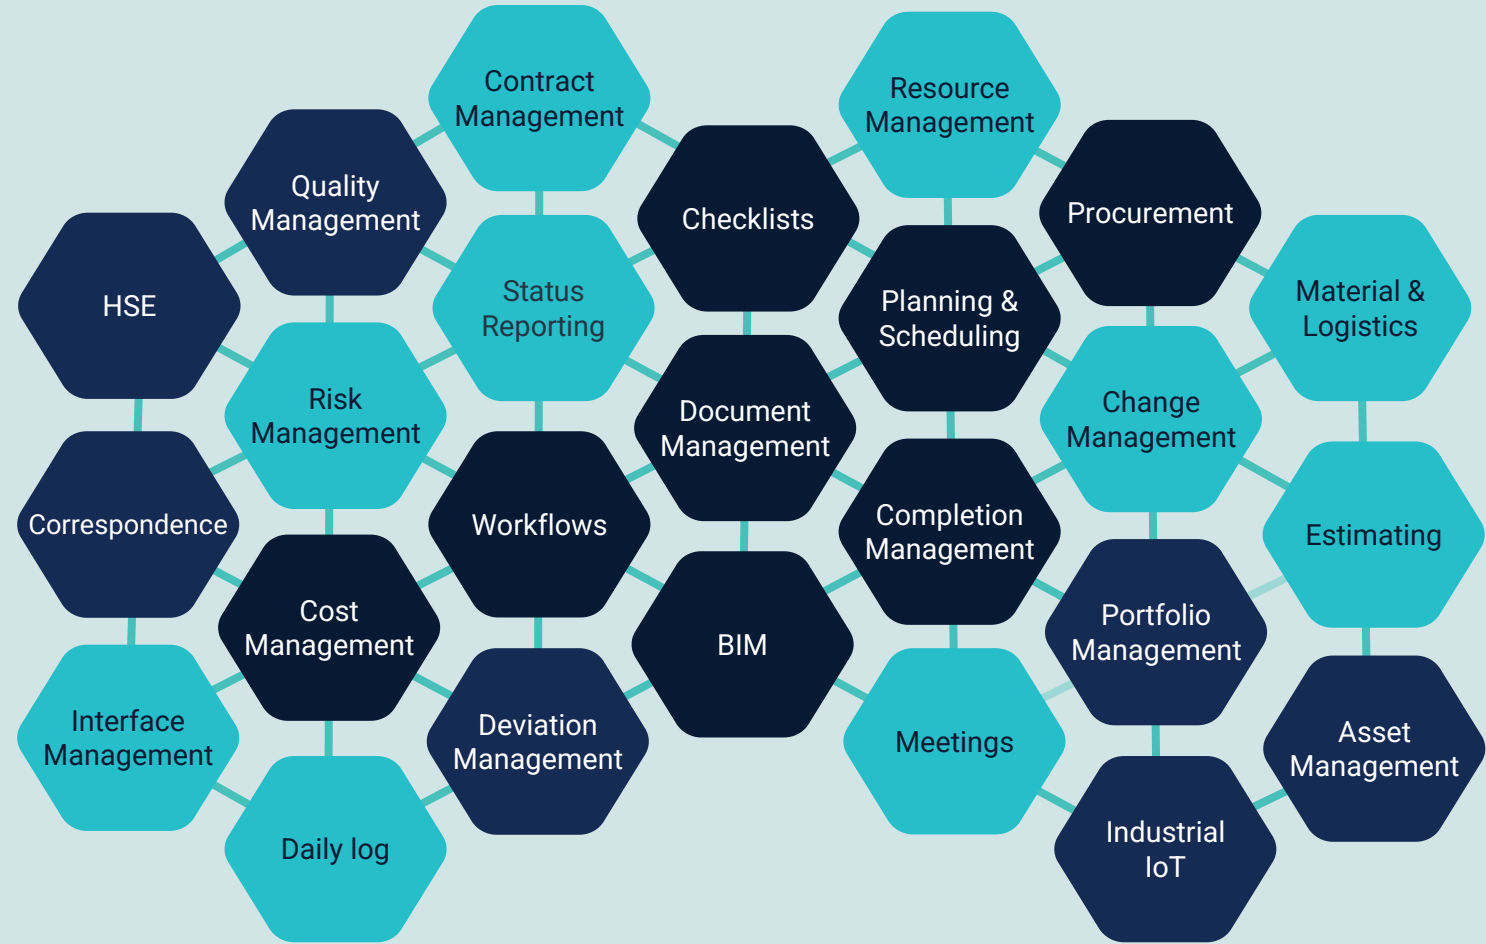 Contract
Management
Resource
Management
Quality
Management
Checklists
Procurement
HSE
Status
Reporting
Planning &
Scheduling
Material &
Logistics
Risk
Management
Document
Management
Change
Management
Correspondence
Workflows
Completion
Management
Estimating
Cost
Management
BIM
Portfolio
Management
Interface
Management
Deviation
Management
Meetings
Asset
Management
Daily log
Industrial
IoT